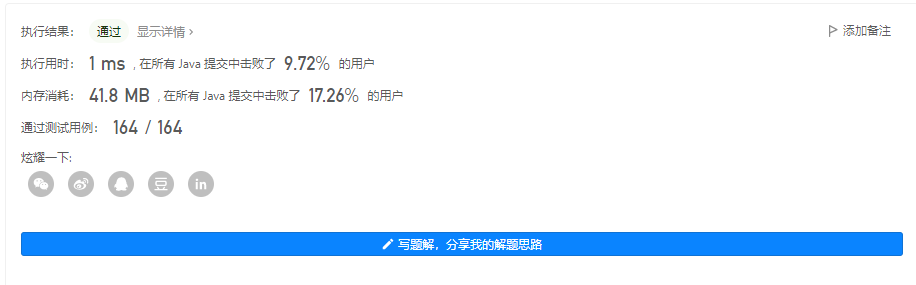 执行结果： 通过 显示详情 › 添加备注
执行用时： 1 ms , 在所有 Java 提交中击败了 9.72% 的用户
内存消耗： 41.8 MB , 在所有 Java 提交中击败了 17.26% 的用户
通过测试用例： 164 / 164
炫耀一下:
豆 in
写题解，分享我的解题思路